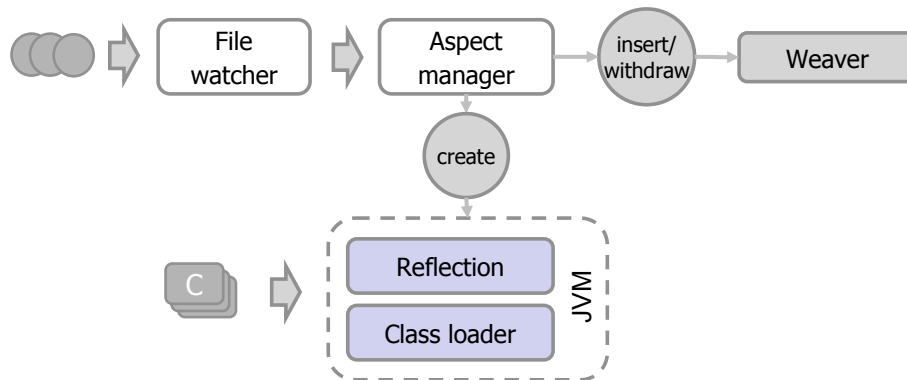 File
watcher
Aspect
manager
insert/
withdraw
Weaver
create
C
Reflection
Class loader
JVM